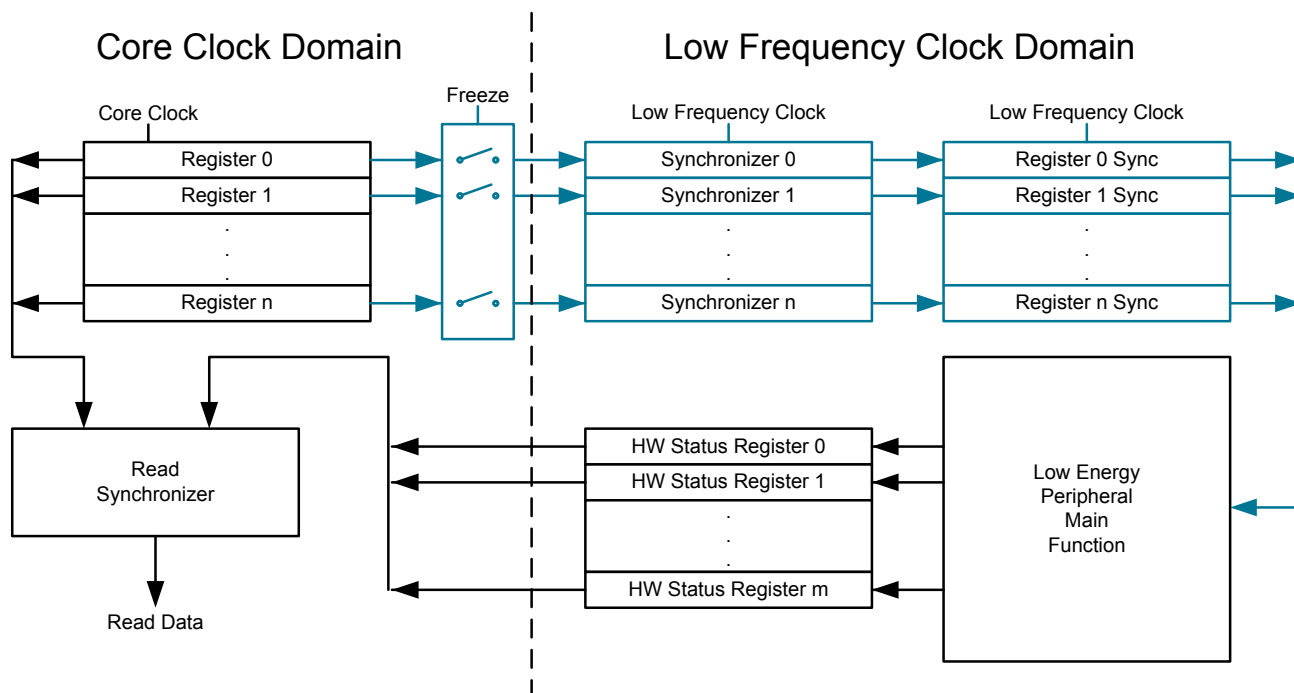 Core Clock Domain
Low Frequency Clock Domain
Freeze
Core Clock
Low Frequency Clock
Low Frequency Clock
Register 0
Synchronizer 0
Register 0 Sync
Register 1
Synchronizer 1
Register 1 Sync
.
.
.
.
.
.
.
.
.
Register n
Synchronizer n
Register n Sync
Read
Synchronizer
Read Data
HW Status Register 0
HW Status Register 1
.
.
.
HW Status Register m
Low Energy
Peripheral
Main
Function